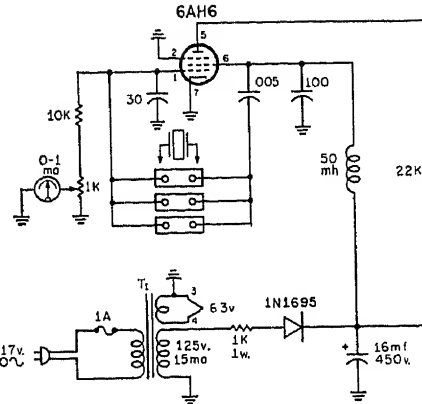 6AH6
5
2
6
1
7
30
.005
100
10K
0-1
ma
1K
50
mh
22K
T1
3
6.3v
4
1A
1N1695
17v.
0~
125v.
15ma
1K
1w.
+
16mf
450v.